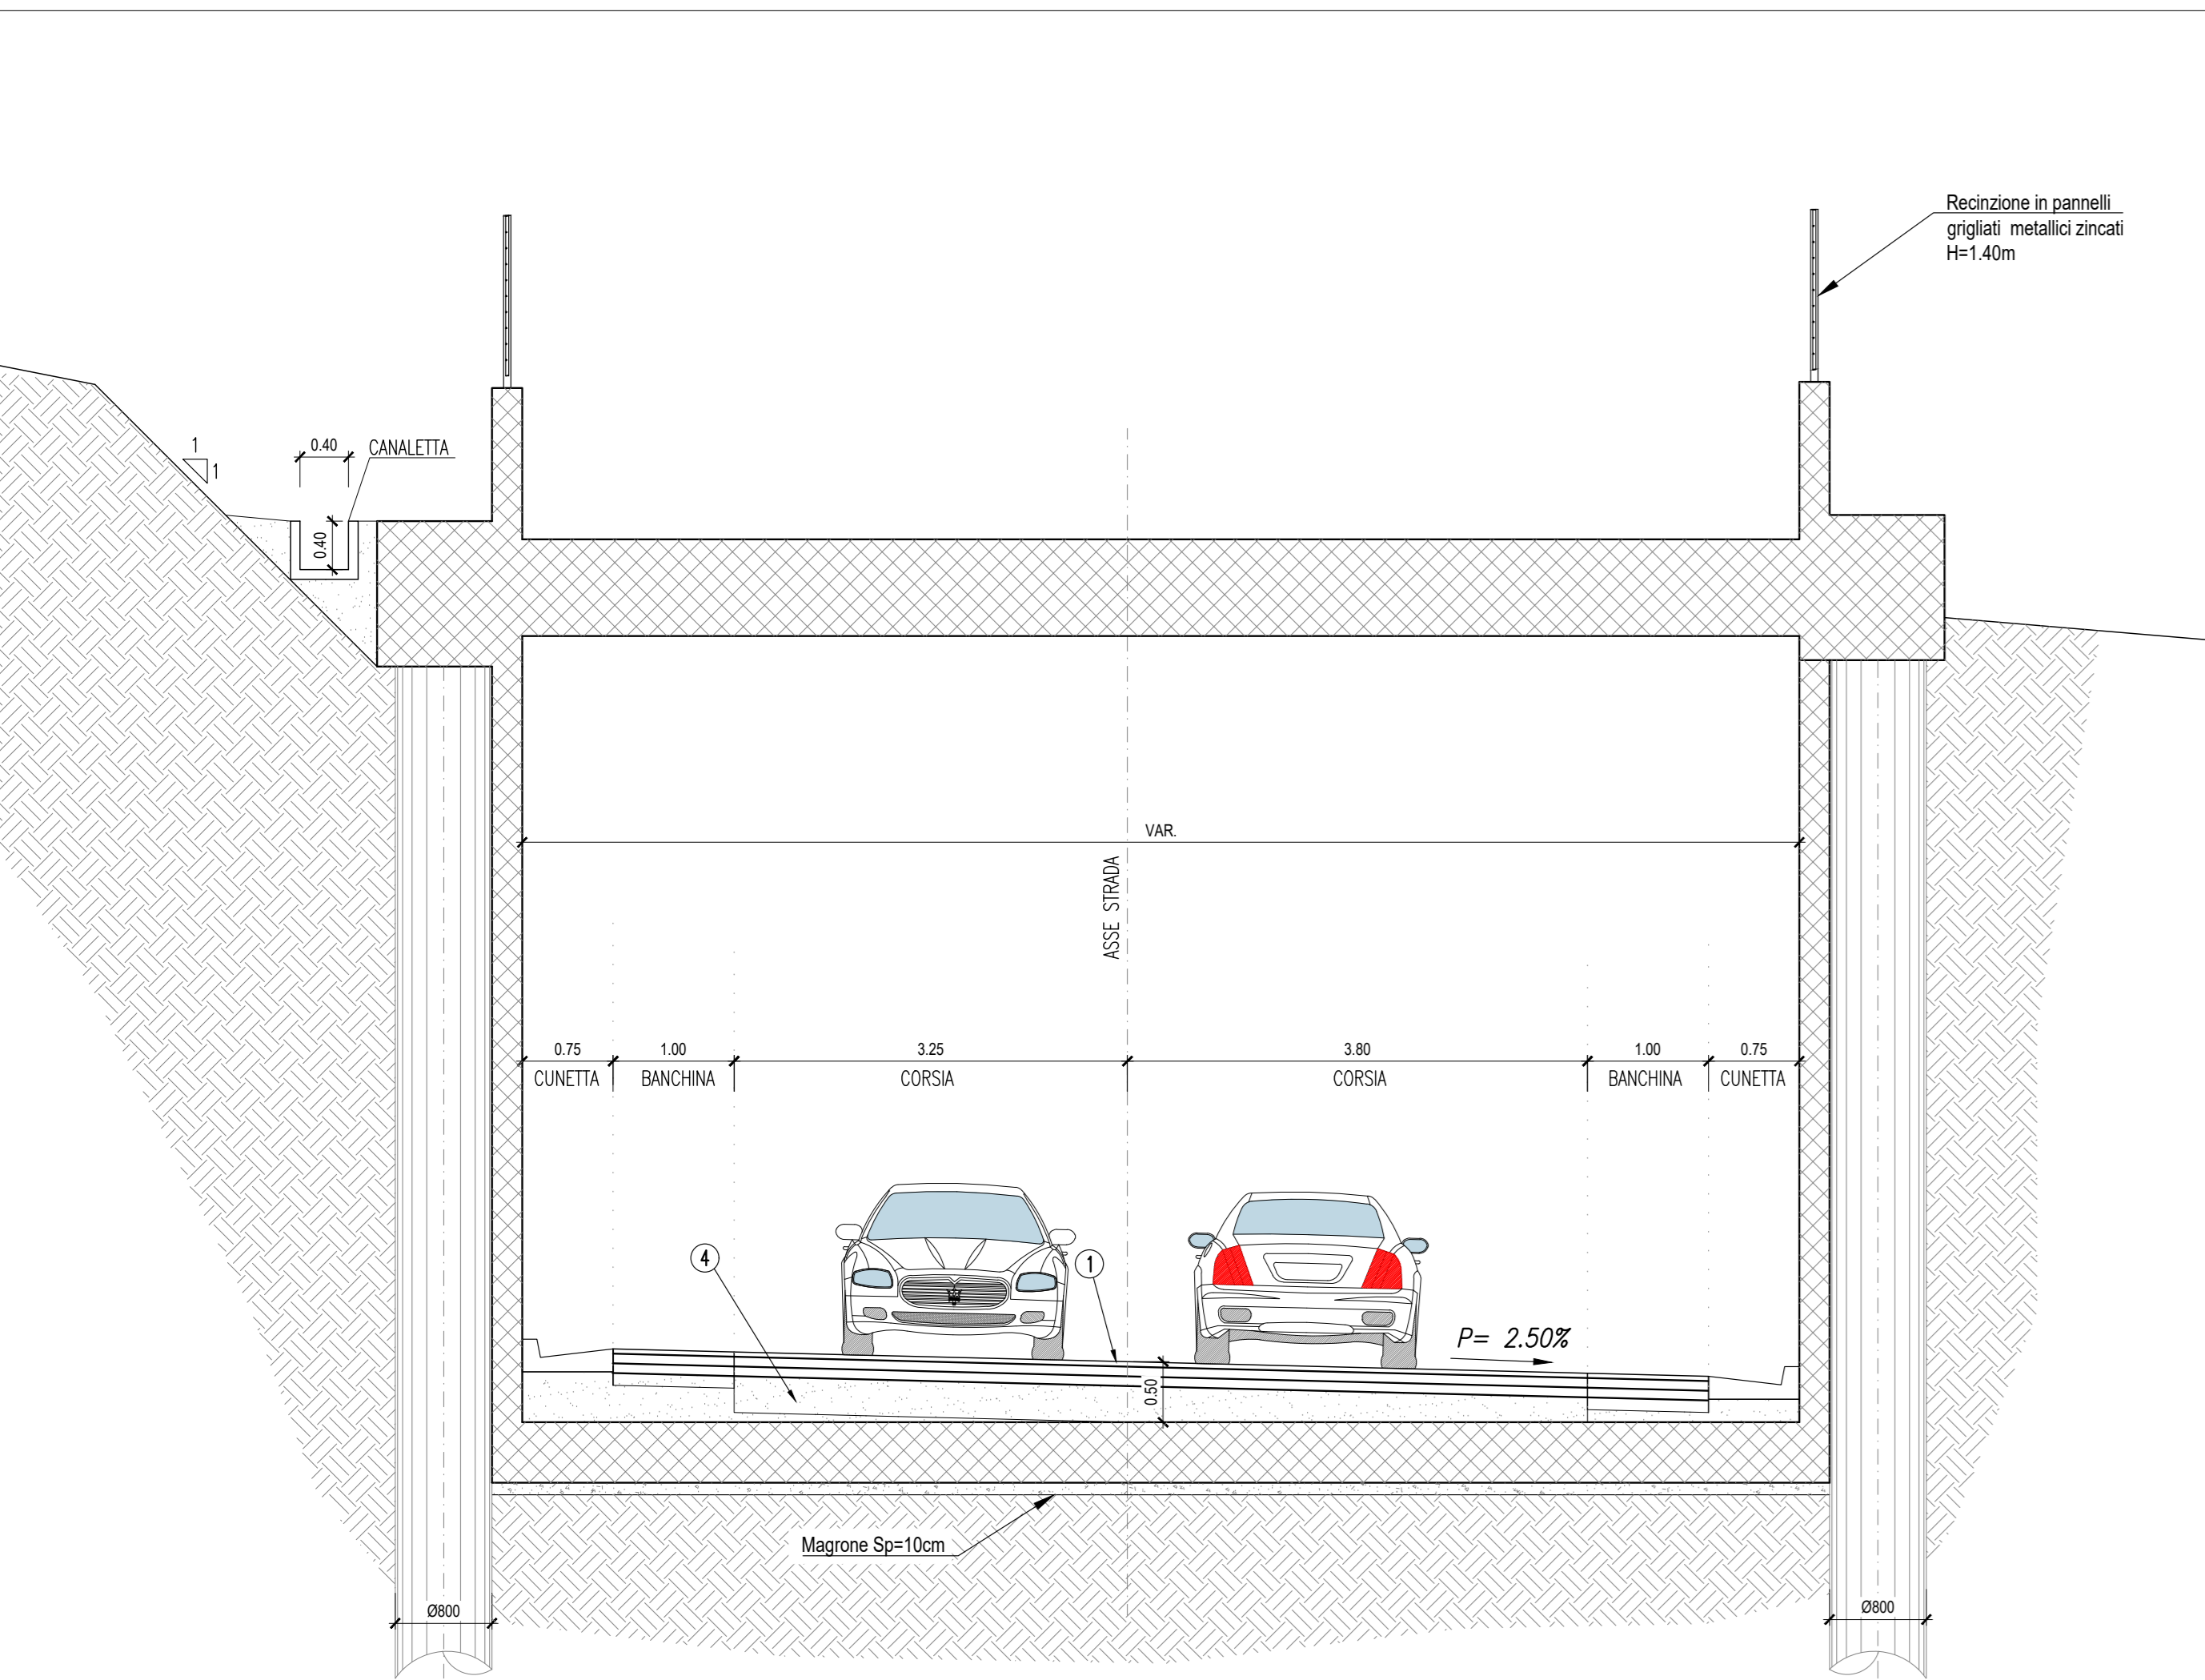 Recinzione in pannelli
grigliati metallici zincati
H=1.40m
1
1
0.40
CANALETTA
0.40
VAR.
ASSE STRADA
0.75
1.00
3.25
3.80
1.00
0.75
CUNETTA
BANCHINA
CORSIA
CORSIA
BANCHINA
CUNETTA
4
1
P= 2.50%
0.50
Magrone Sp=10cm
Ø800
Ø800